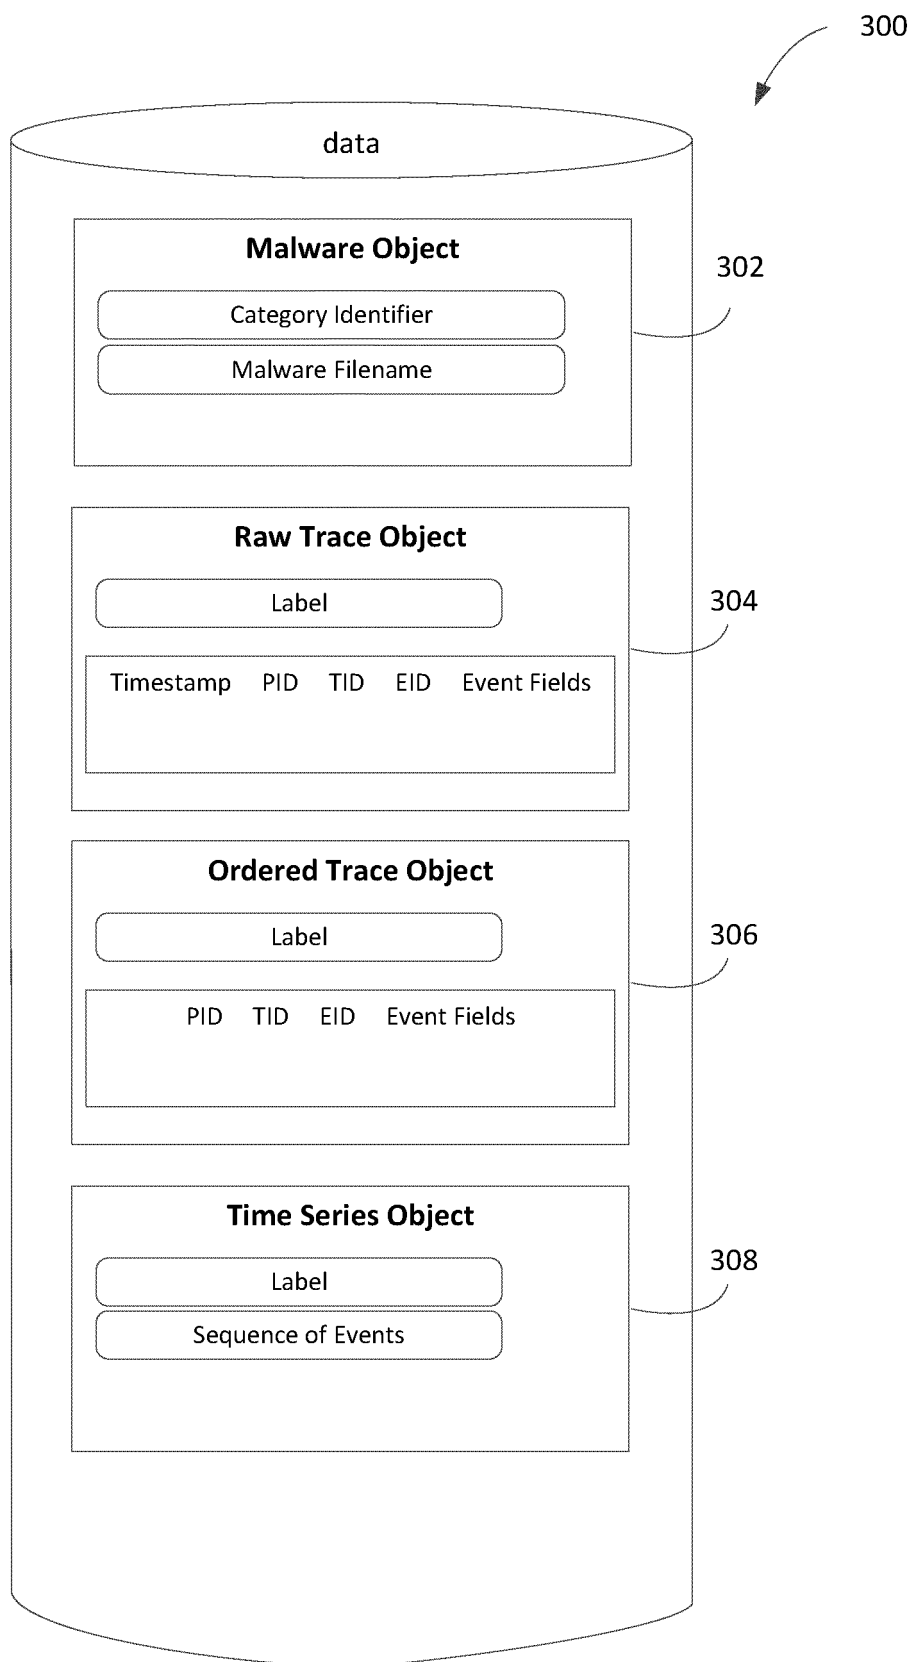 300
data
Malware Object
302
Category Identifier
Malware Filename
Raw Trace Object
304
Label
Timestamp PID TID EID Event Fields
Ordered Trace Object
306
Label
PID TID EID Event Fields
Time Series Object
308
Label
Sequence of Events